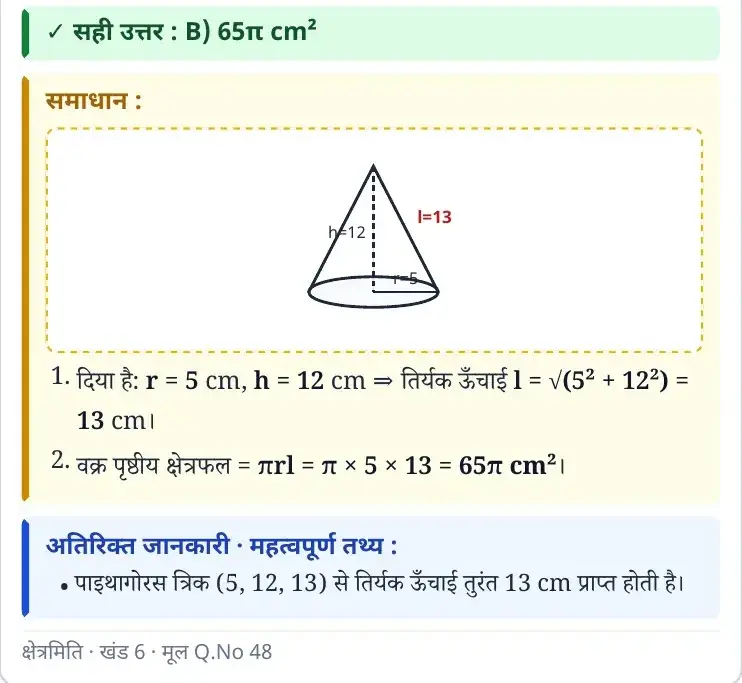 ✓ सही उत्तर : B) 65π cm²
समाधान :
l=13
h=12
r=5
1. दिया है: r = 5 cm, h = 12 cm ⇒ तिर्यक ऊँचाई l = √(5² + 12²) =
13 cm।
2. वक्र पृष्ठीय क्षेत्रफल = πrl = π × 5 × 13 = 65π cm²।
अतिरिक्त जानकारी · महत्वपूर्ण तथ्य :
• पाइथागोरस त्रिक (5, 12, 13) से तिर्यक ऊँचाई तुरंत 13 cm प्राप्त होती है।
क्षेत्रमिति · खंड 6 · मूल Q.No 48